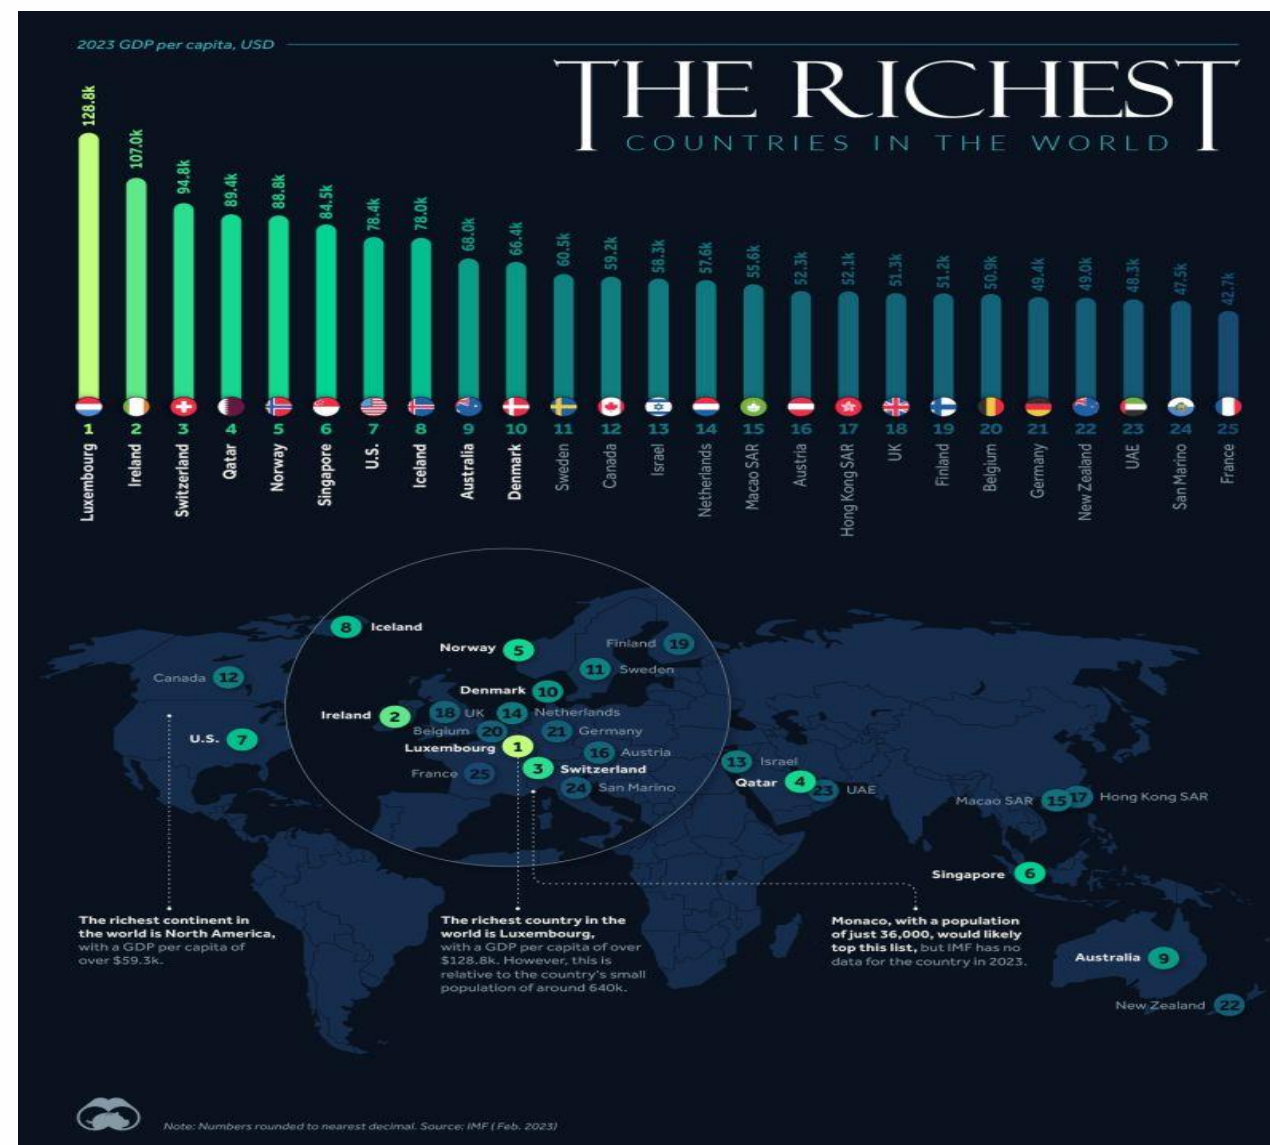 2023 GDP per capita, USD
THE RICHEST
COUNTRIES IN THE WORLD
128.8k
107.0k
94.8k
89.4k
88.8k
84.5k
78.4k
78.0k
68.0k
66.4k
60.5k
59.2k
58.3k
57.6k
55.6k
52.3k
52.1k
51.3k
51.2k
50.9k
49.4k
49.0k
48.3k
47.5k
42.7k
1 2 3 4 5 6 7 8 9 10 11 12 13 14 15 16 17 18 19 20 21 22 23 24 25
Luxembourg
Ireland
Switzerland
Qatar
Norway
Singapore
U.S.
Iceland
Australia
Denmark
Sweden
Canada
Israel
Netherlands
Macao SAR
Austria
Hong Kong SAR
UK
Finland
Belgium
Germany
New Zealand
UAE
San Marino
France
8 Iceland
Norway 5
Finland 19
11 Sweden
Canada 12
Denmark 10
Ireland 2
18 UK
14 Netherlands
U.S. 7
Belgium 20
21 Germany
Luxembourg 1
16 Austria
13 Israel
France 25
3 Switzerland
Qatar 4
24 San Marino
23 UAE
Macao SAR 15
17 Hong Kong SAR
Singapore 6
The richest continent in
the world is North America,
with a GDP per capita of
over $59.3k.
The richest country in the
world is Luxembourg,
with a GDP per capita of over
$128.8k. However, this is
relative to the country's small
population of around 640k.
Monaco, with a population
of just 36,000, would likely
top this list, but IMF has no
data for the country in 2023.
Australia 9
New Zealand 22
Note: Numbers rounded to nearest decimal. Source: IMF (Feb. 2023)